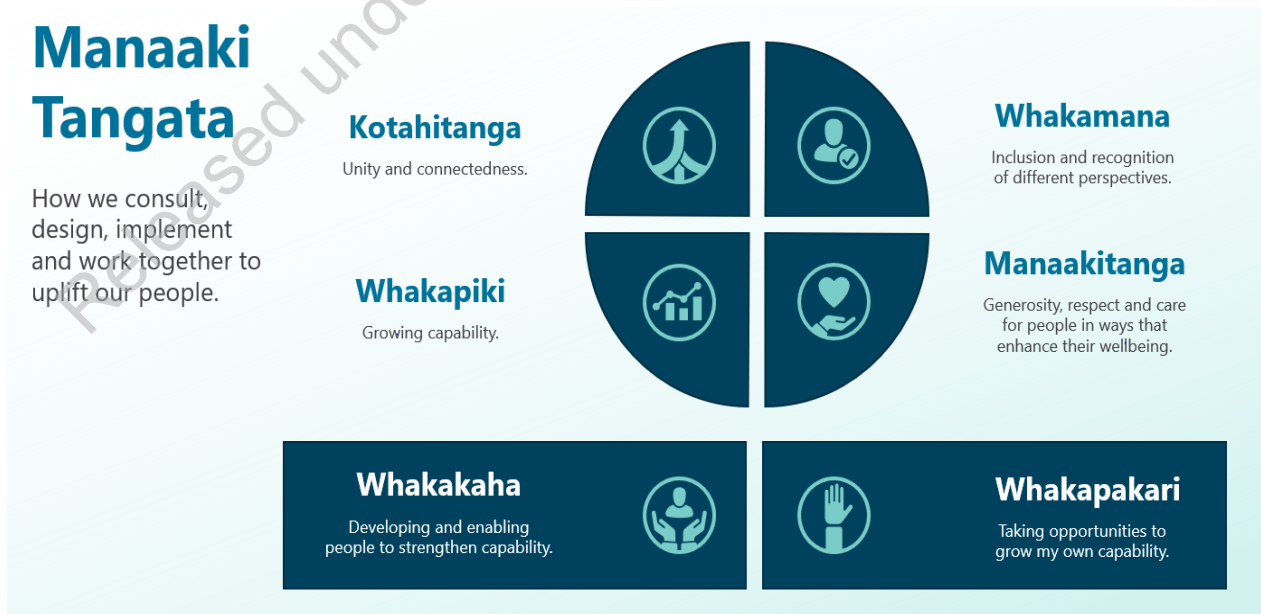 Manaaki
Tangata
How we consult,
design, implement
and work together to
uplift our people.
Kotahitanga
Unity and connectedness.
Whakamana
Inclusion and recognition
of different perspectives.
Whakapiki
Growing capability.
Manaakitanga
Generosity, respect and care
for people in ways that
enhance their wellbeing.
Whakakaha
Developing and enabling
people to strengthen capability.
Whakapakari
Taking opportunities to
grow my own capability.
Released